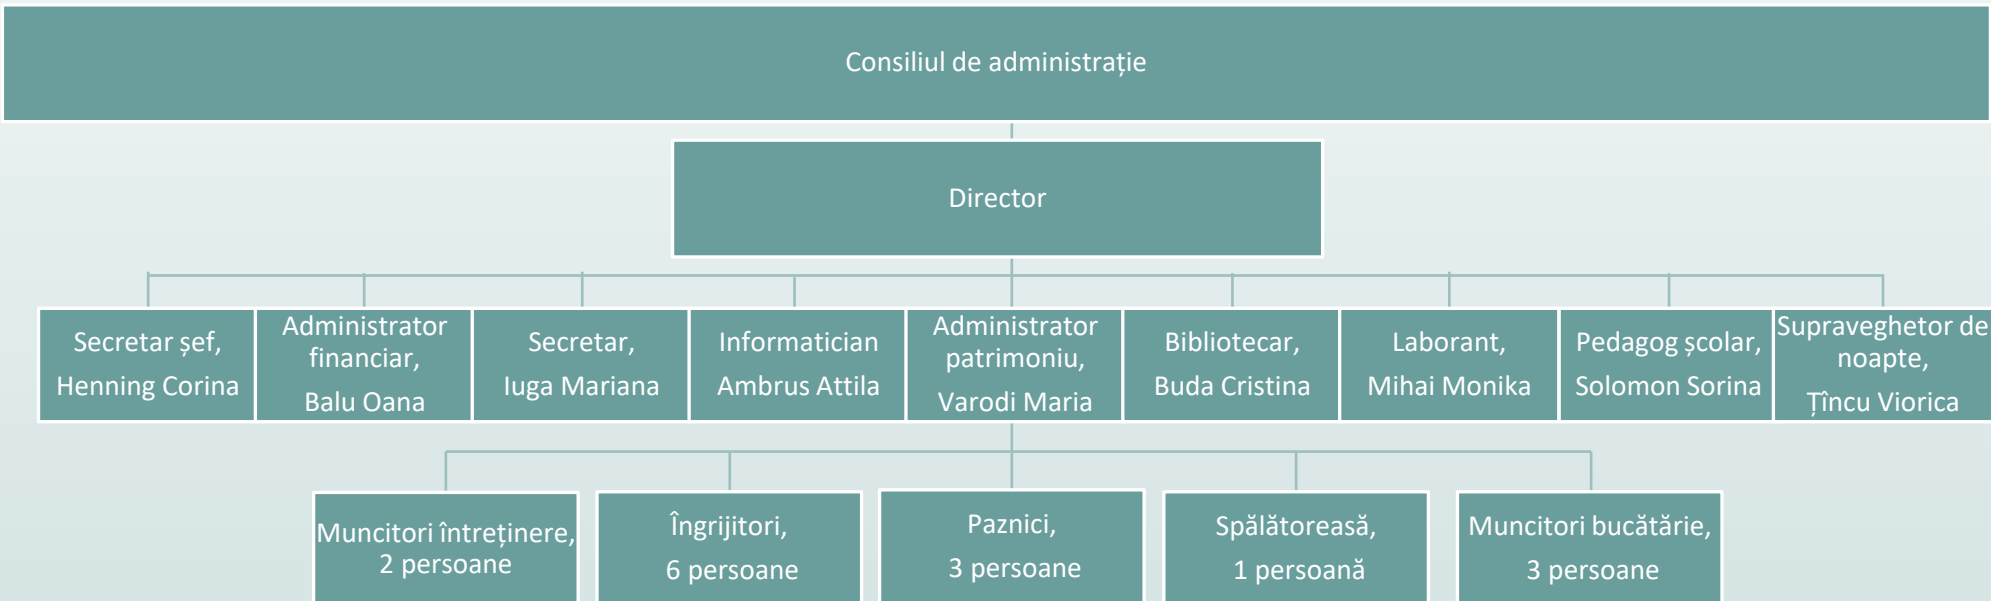 Consiliul de administrație
Director
Secretar șef,
Henning Corina
Administrator
financiar,
Balu Oana
Secretar,
Iuga Mariana
Informatician
Ambrus Attila
Administrator
patrimoniu,
Varodi Maria
Bibliotecar,
Buda Cristina
Laborant,
Mihai Monika
Pedagog școlar,
Solomon Sorina
Supraveghetor de
noapte,
Țîncu Viorica
Muncitori întreținere,
2 persoane
Îngrijitori,
6 persoane
Paznici,
3 persoane
Spălătoreasă,
1 persoană
Muncitori bucătărie,
3 persoane